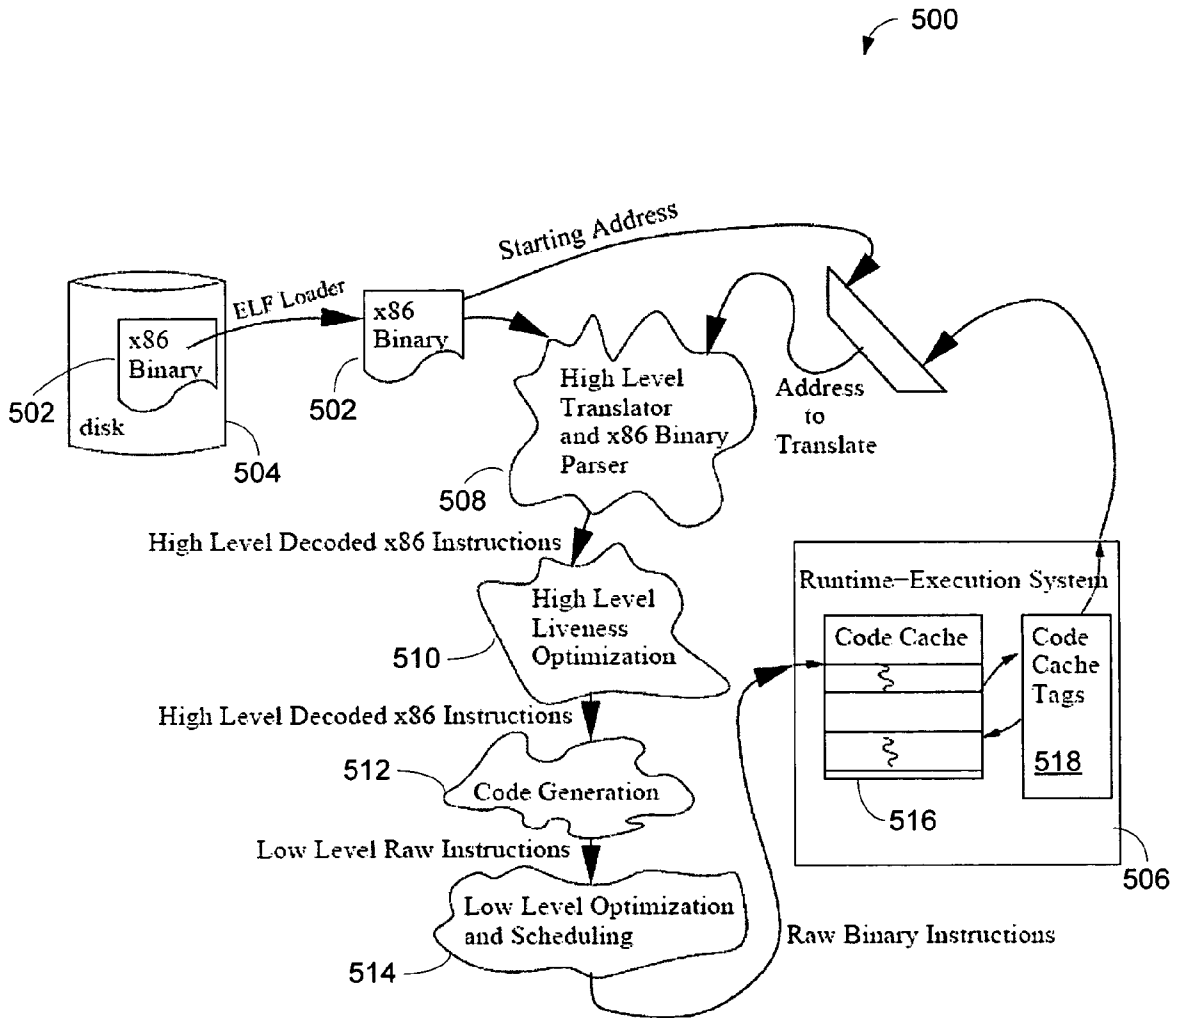 500
Starting Address
ELF Loader
x86
Binary
x86
Binary
502
disk
504
502
High Level
Translator
and x86 Binary
Parser
508
Address
to
Translate
High Level Decoded x86 Instructions
High Level
Liveness
Optimization
510
High Level Decoded x86 Instructions
512
Code Generation
Low Level Raw Instructions
Low Level Optimization
and Scheduling
514
Raw Binary Instructions
Runtime-Execution System
Code Cache
Code
Cache
Tags
518
516
506